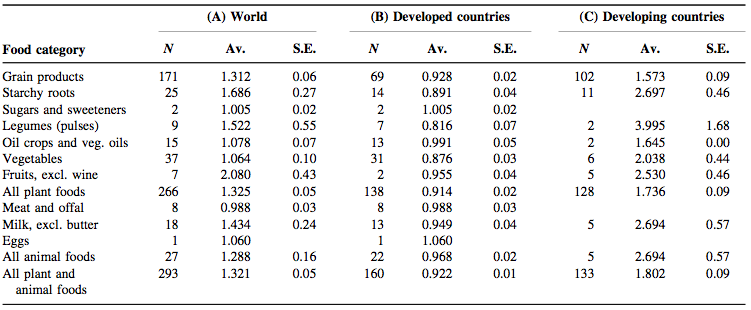 (A) World (B) Developed countries (C) Developing countries
Food category N Av. S.E. N Av. S.E. N Av. S.E.
Grain products 171 1.312 0.06 69 0.928 0.02 102 1.573 0.09
Starchy roots 25 1.686 0.27 14 0.891 0.04 11 2.697 0.46
Sugars and sweeteners 2 1.005 0.02 2 1.005 0.02
Legumes (pulses) 9 1.522 0.55 7 0.816 0.07 2 3.995 1.68
Oil crops and veg. oils 15 1.078 0.07 13 0.991 0.05 2 1.645 0.00
Vegetables 37 1.064 0.10 31 0.876 0.03 6 2.038 0.44
Fruits, excl. wine 7 2.080 0.43 2 0.955 0.04 5 2.530 0.46
All plant foods 266 1.325 0.05 138 0.914 0.02 128 1.736 0.09
Meat and offal 8 0.988 0.03 8 0.988 0.03
Milk, excl. butter 18 1.434 0.24 13 0.949 0.04 5 2.694 0.57
Eggs 1 1.060 1 1.060
All animal foods 27 1.288 0.16 22 0.968 0.02 5 2.694 0.57
All plant and 293 1.321 0.05 160 0.922 0.01 133 1.802 0.09
animal foods